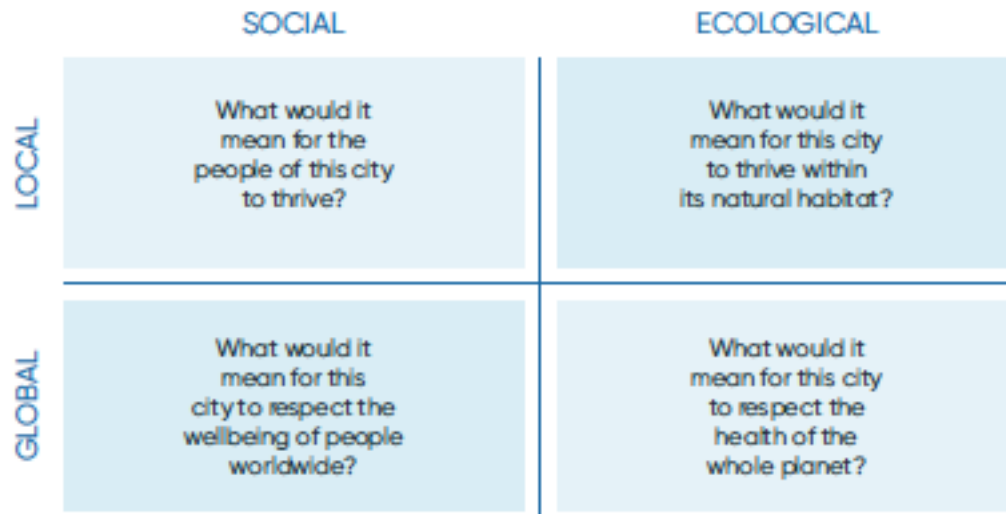 SOCIAL
ECOLOGICAL
LOCAL
What would it
mean for the
people of this city
to thrive?
What would it
mean for this city
to thrive within
its natural habitat?
GLOBAL
What would it
mean for this
city to respect the
wellbeing of people
worldwide?
What would it
mean for this city
to respect the
health of the
whole planet?